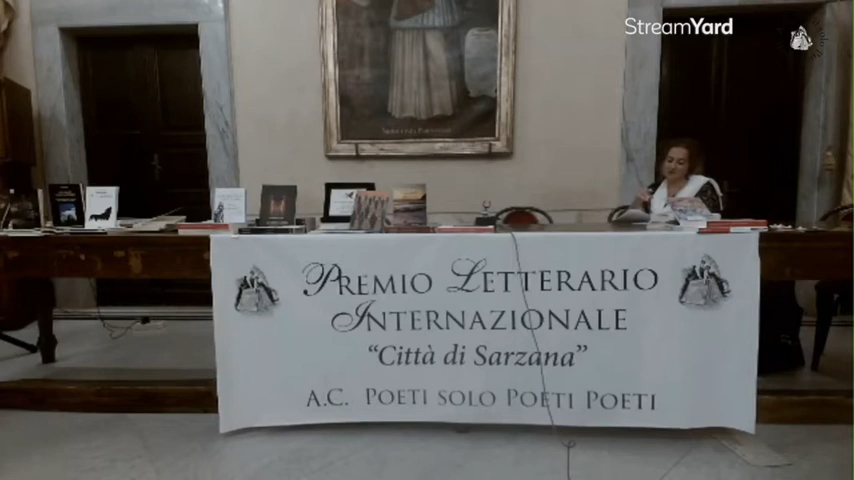 StreamYard
PREMIO LETTERARIO
INTERNAZIONALE
“Città di Sarzana”
A.C. POETI SOLO POETI POETI